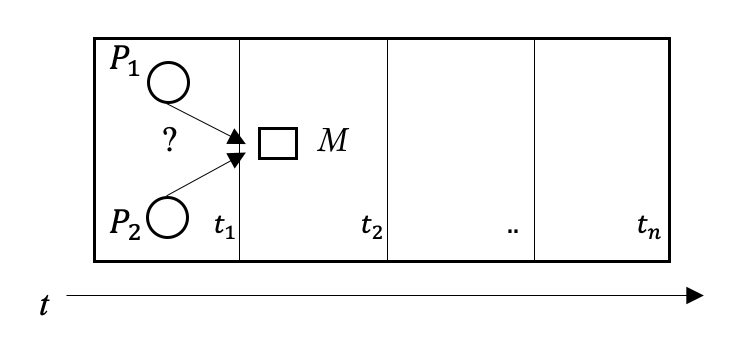 P₁
? M
P₂ t₁ t₂ .. tₙ
t